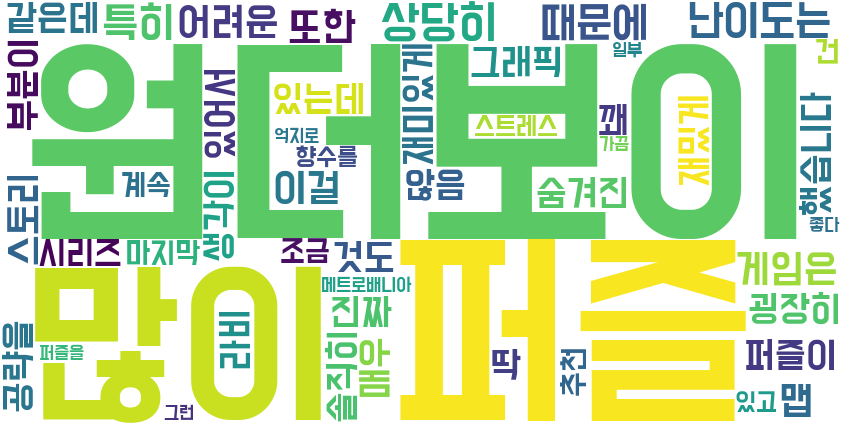 같은데 특히 어려운 또한 상당히 때문에 난이도는
부분이 원더보이 있어서 있는데 재미있게 그래픽 일부 건
스트레스 꽤 가끔 재밌게 했습니다
억지로 향수를
계속 이걸 않음 숨겨진
스토리 생각이 좋다
시리즈 마지막 조금 것도 게임은
많이 퍼즐 메트로배니아
라비 진짜 굉장히
공략을 퍼즐을 솔직히 봄아 딱 추천 퍼즐이
그런 있고 맵